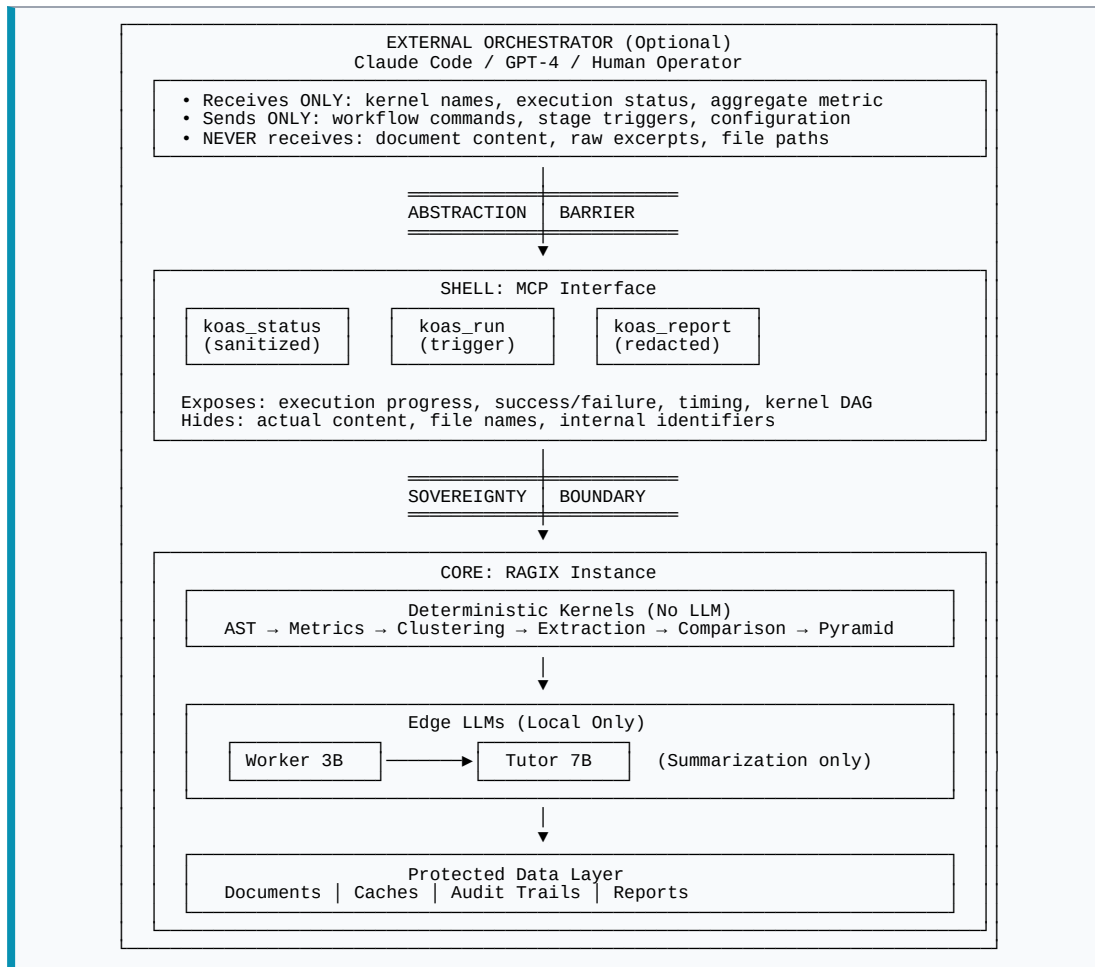 EXTERNAL ORCHESTRATOR (Optional)
Claude Code / GPT-4 / Human Operator
• Receives ONLY: kernel names, execution status, aggregate metric
• Sends ONLY: workflow commands, stage triggers, configuration
• NEVER receives: document content, raw excerpts, file paths
ABSTRACTION BARRIER
SHELL: MCP Interface
koas_status koas_run koas_report
(sanitized) (trigger) (redacted)
Exposes: execution progress, success/failure, timing, kernel DAG
Hides: actual content, file names, internal identifiers
SOVEREIGNTY BOUNDARY
CORE: RAGIX Instance
Deterministic Kernels (No LLM)
AST → Metrics → Clustering → Extraction → Comparison → Pyramid
Edge LLMs (Local Only)
Worker 3B Tutor 7B (Summarization only)
Protected Data Layer
Documents │ Caches │ Audit Trails │ Reports